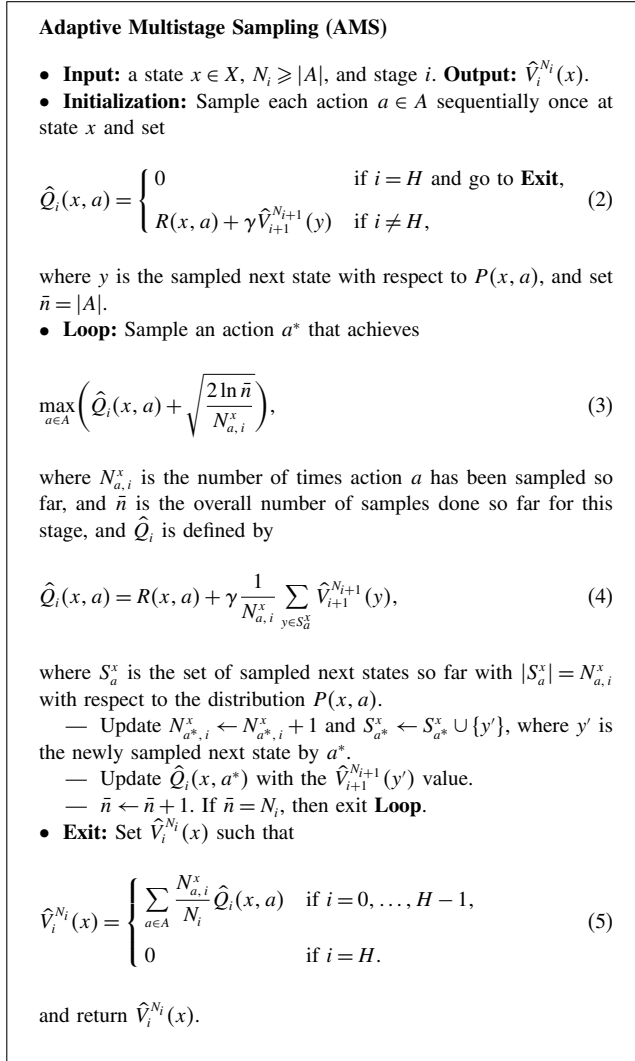 Adaptive Multistage Sampling (AMS)
• Input: a state x ∈ X, N_i ⩾ |A|, and stage i. Output: V̂_i^{N_i}(x).
• Initialization: Sample each action a ∈ A sequentially once at
state x and set
Q̂_i(x, a) = { 0 if i = H and go to Exit,
R(x, a) + γV̂_{i+1}^{N_{i+1}}(y) if i ≠ H, (2)
where y is the sampled next state with respect to P(x, a), and set
n̄ = |A|.
• Loop: Sample an action a* that achieves
max_{a∈A} ( Q̂_i(x, a) + √(2 ln n̄ / N_{a,i}^x) ), (3)
where N_{a,i}^x is the number of times action a has been sampled so
far, and n̄ is the overall number of samples done so far for this
stage, and Q̂_i is defined by
Q̂_i(x, a) = R(x, a) + γ (1 / N_{a,i}^x) ∑_{y∈S_a^x} V̂_{i+1}^{N_{i+1}}(y), (4)
where S_a^x is the set of sampled next states so far with |S_a^x| = N_{a,i}^x
with respect to the distribution P(x, a).
— Update N_{a*,i}^x ← N_{a*,i}^x + 1 and S_{a*}^x ← S_{a*}^x ∪ {y′}, where y′ is
the newly sampled next state by a*.
— Update Q̂_i(x, a*) with the V̂_{i+1}^{N_{i+1}}(y′) value.
— n̄ ← n̄ + 1. If n̄ = N_i, then exit Loop.
• Exit: Set V̂_i^{N_i}(x) such that
V̂_i^{N_i}(x) = { ∑_{a∈A} (N_{a,i}^x / N_i) Q̂_i(x, a) if i = 0, …, H − 1,
0 if i = H. (5)
and return V̂_i^{N_i}(x).